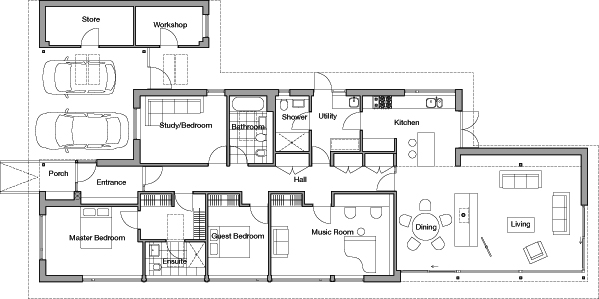 Store
Workshop
Study/Bedroom
Bathroom
Shower
Utility
Kitchen
Porch
Entrance
Hall
Master Bedroom
Ensuite
Guest Bedroom
Music Room
Dining
Living